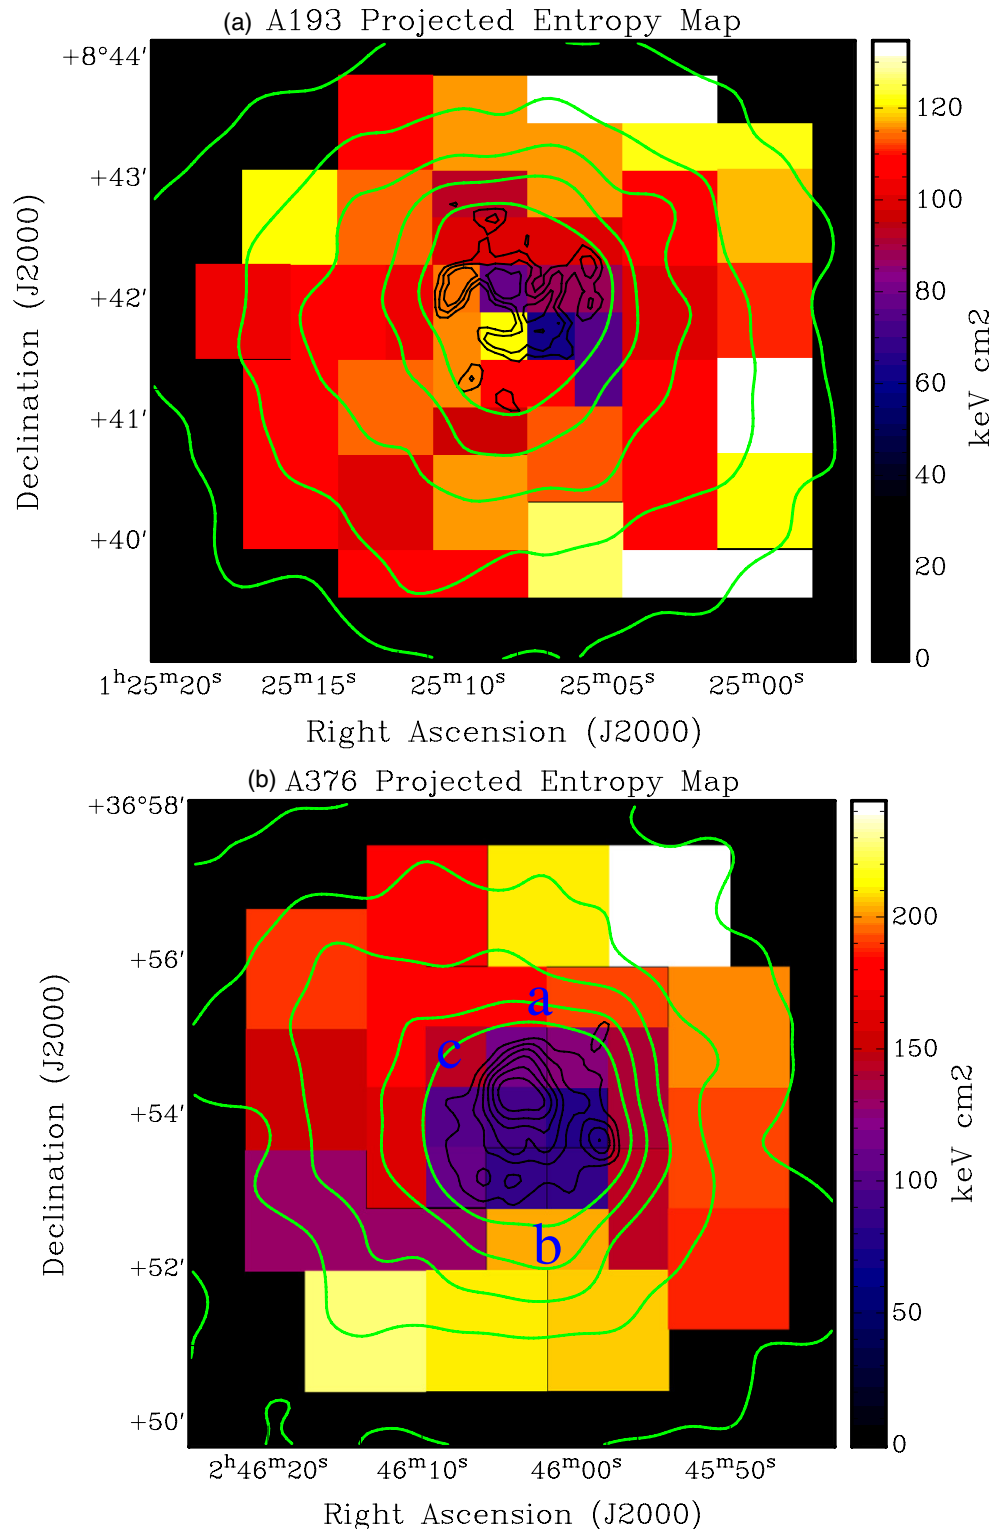 (a) A193 Projected Entropy Map
+8°44′
+43′
+42′
+41′
+40′
Declination (J2000)
120
100
80
60
40
20
0
keV cm2
1ʰ25ᵐ20ˢ 25ᵐ15ˢ 25ᵐ10ˢ 25ᵐ05ˢ 25ᵐ00ˢ
Right Ascension (J2000)
(b) A376 Projected Entropy Map
+36°58′
+56′
+54′
+52′
+50′
Declination (J2000)
a
c
b
200
150
100
50
0
keV cm2
2ʰ46ᵐ20ˢ 46ᵐ10ˢ 46ᵐ00ˢ 45ᵐ50ˢ
Right Ascension (J2000)